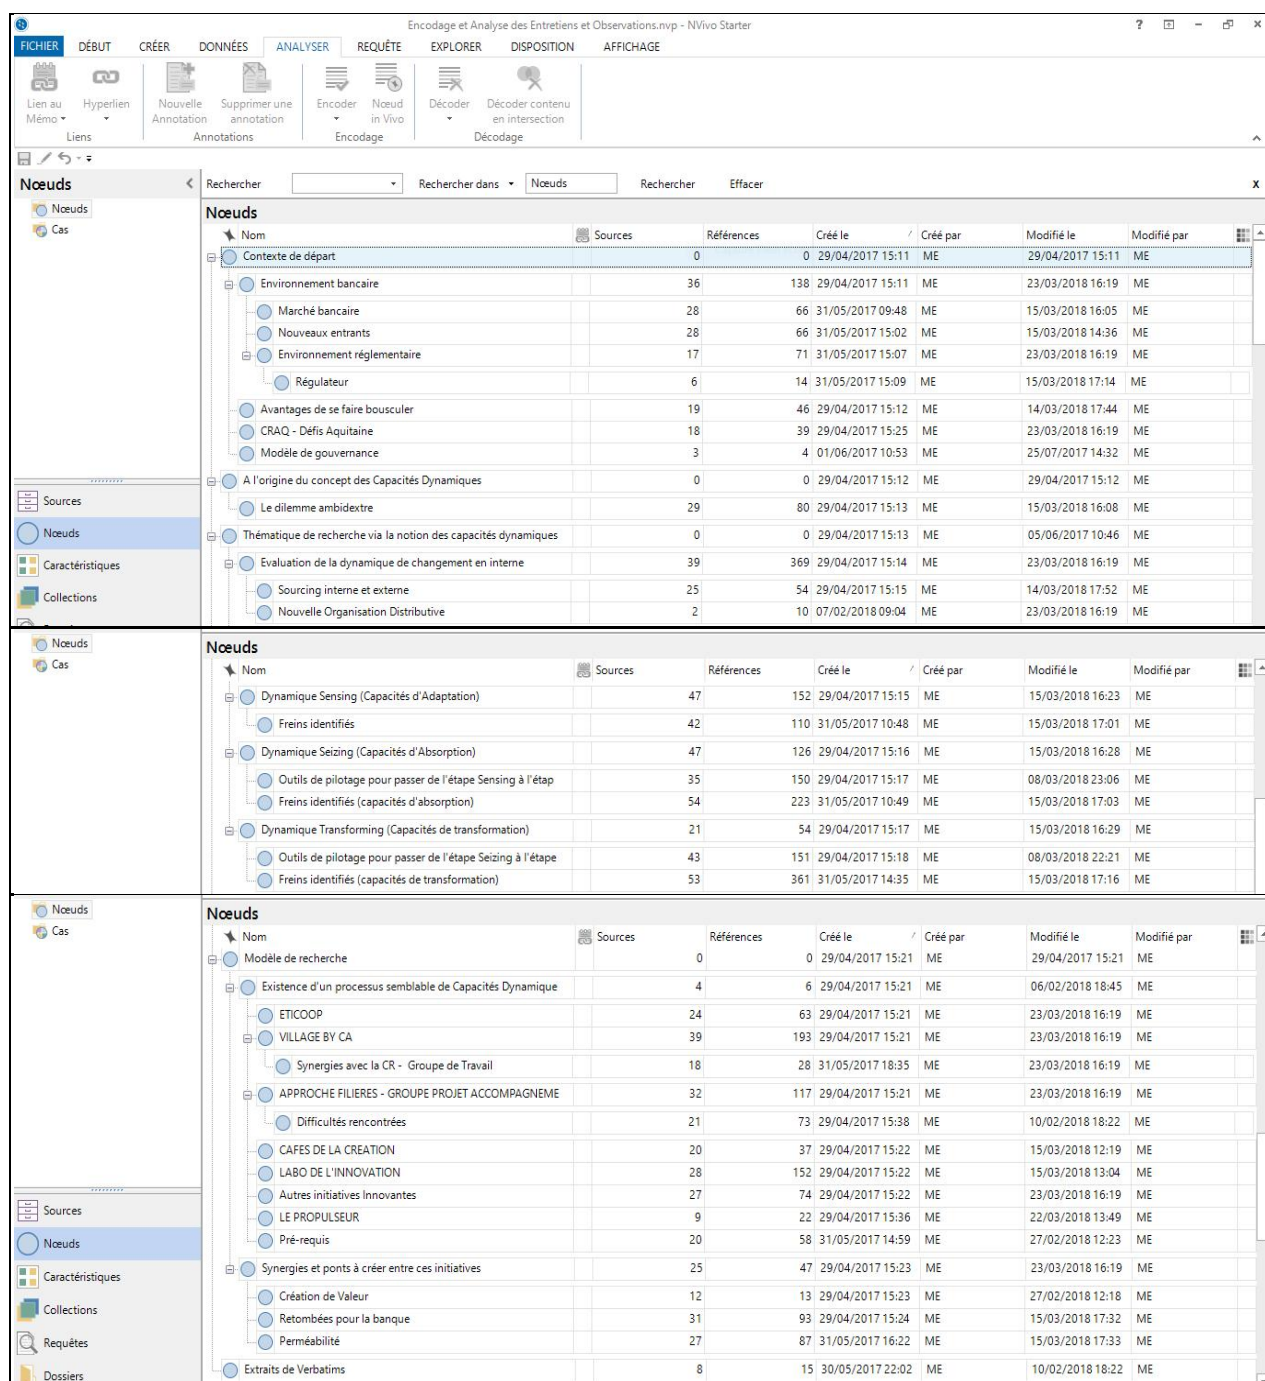 Encodage et Analyse des Entretiens et Observations.nvp - NVivo Starter
FICHIER DÉBUT CRÉER DONNÉES ANALYSER REQUÊTE EXPLORER DISPOSITION AFFICHAGE
Lien au Mémo Hyperlien Nouvelle Annotation Supprimer une annotation Encoder Nœud in Vivo Décoder Décoder contenu en intersection
Liens Annotations Encodage Décodage
Nœuds Rechercher Rechercher dans Nœuds Rechercher Effacer x
Nœuds
Cas
Sources
Nœuds
Caractéristiques
Collections
Nœuds
Nom Sources Références Créé le Créé par Modifié le Modifié par
Contexte de départ 0 0 29/04/2017 15:11 ME 29/04/2017 15:11 ME
Environnement bancaire 36 138 29/04/2017 15:11 ME 23/03/2018 16:19 ME
Marché bancaire 28 66 31/05/2017 09:48 ME 15/03/2018 16:05 ME
Nouveaux entrants 28 66 31/05/2017 15:02 ME 15/03/2018 14:36 ME
Environnement réglementaire 17 71 31/05/2017 15:07 ME 23/03/2018 16:19 ME
Régulateur 6 14 31/05/2017 15:09 ME 15/03/2018 17:14 ME
Avantages de se faire bousculer 19 46 29/04/2017 15:12 ME 14/03/2018 17:44 ME
CRAQ - Défis Aquitaine 18 39 29/04/2017 15:25 ME 23/03/2018 16:19 ME
Modèle de gouvernance 3 4 01/06/2017 10:53 ME 25/07/2017 14:32 ME
A l'origine du concept des Capacités Dynamiques 0 0 29/04/2017 15:12 ME 29/04/2017 15:12 ME
Le dilemme ambidextre 29 80 29/04/2017 15:13 ME 15/03/2018 16:08 ME
Thématique de recherche via la notion des capacités dynamiques 0 0 29/04/2017 15:13 ME 05/06/2017 10:46 ME
Evaluation de la dynamique de changement en interne 39 369 29/04/2017 15:14 ME 23/03/2018 16:19 ME
Sourcing interne et externe 25 54 29/04/2017 15:15 ME 14/03/2018 17:52 ME
Nouvelle Organisation Distributive 2 10 07/02/2018 09:04 ME 23/03/2018 16:19 ME
Nœuds
Cas
Nœuds
Nom Sources Références Créé le Créé par Modifié le Modifié par
Dynamique Sensing (Capacités d'Adaptation) 47 152 29/04/2017 15:15 ME 15/03/2018 16:23 ME
Freins identifiés 42 110 31/05/2017 10:48 ME 15/03/2018 17:01 ME
Dynamique Seizing (Capacités d'Absorption) 47 126 29/04/2017 15:16 ME 15/03/2018 16:28 ME
Outils de pilotage pour passer de l'étape Sensing à l'étap 35 150 29/04/2017 15:17 ME 08/03/2018 23:06 ME
Freins identifiés (capacités d'absorption) 54 223 31/05/2017 10:49 ME 15/03/2018 17:03 ME
Dynamique Transforming (Capacités de transformation) 21 54 29/04/2017 15:17 ME 15/03/2018 16:29 ME
Outils de pilotage pour passer de l'étape Seizing à l'étape 43 151 29/04/2017 15:18 ME 08/03/2018 22:21 ME
Freins identifiés (capacités de transformation) 53 361 31/05/2017 14:35 ME 15/03/2018 17:16 ME
Nœuds
Cas
Sources
Nœuds
Caractéristiques
Collections
Requêtes
Dossiers
Nœuds
Nom Sources Références Créé le Créé par Modifié le Modifié par
Modèle de recherche 0 0 29/04/2017 15:21 ME 29/04/2017 15:21 ME
Existence d'un processus semblable de Capacités Dynamique 4 6 29/04/2017 15:21 ME 06/02/2018 18:45 ME
ETICOOP 24 63 29/04/2017 15:21 ME 23/03/2018 16:19 ME
VILLAGE BY CA 39 193 29/04/2017 15:21 ME 23/03/2018 16:19 ME
Synergies avec la CR - Groupe de Travail 18 28 31/05/2017 18:35 ME 23/03/2018 16:19 ME
APPROCHE FILIERES - GROUPE PROJET ACCOMPAGNEME 32 117 29/04/2017 15:21 ME 23/03/2018 16:19 ME
Difficultés rencontrées 21 73 29/04/2017 15:38 ME 10/02/2018 18:22 ME
CAFES DE LA CREATION 20 37 29/04/2017 15:22 ME 15/03/2018 12:19 ME
LABO DE L'INNOVATION 28 152 29/04/2017 15:22 ME 15/03/2018 13:04 ME
Autres initiatives Innovantes 27 74 29/04/2017 15:22 ME 23/03/2018 16:19 ME
LE PROPULSEUR 9 22 29/04/2017 15:36 ME 22/03/2018 13:49 ME
Pré-requis 20 58 31/05/2017 14:59 ME 27/02/2018 12:23 ME
Synergies et ponts à créer entre ces initiatives 25 47 29/04/2017 15:23 ME 23/03/2018 16:19 ME
Création de Valeur 12 13 29/04/2017 15:23 ME 27/02/2018 12:18 ME
Retombées pour la banque 31 93 29/04/2017 15:24 ME 15/03/2018 17:32 ME
Perméabilité 27 87 31/05/2017 16:22 ME 15/03/2018 17:33 ME
Extraits de Verbatims 8 15 30/05/2017 22:02 ME 10/02/2018 18:22 ME